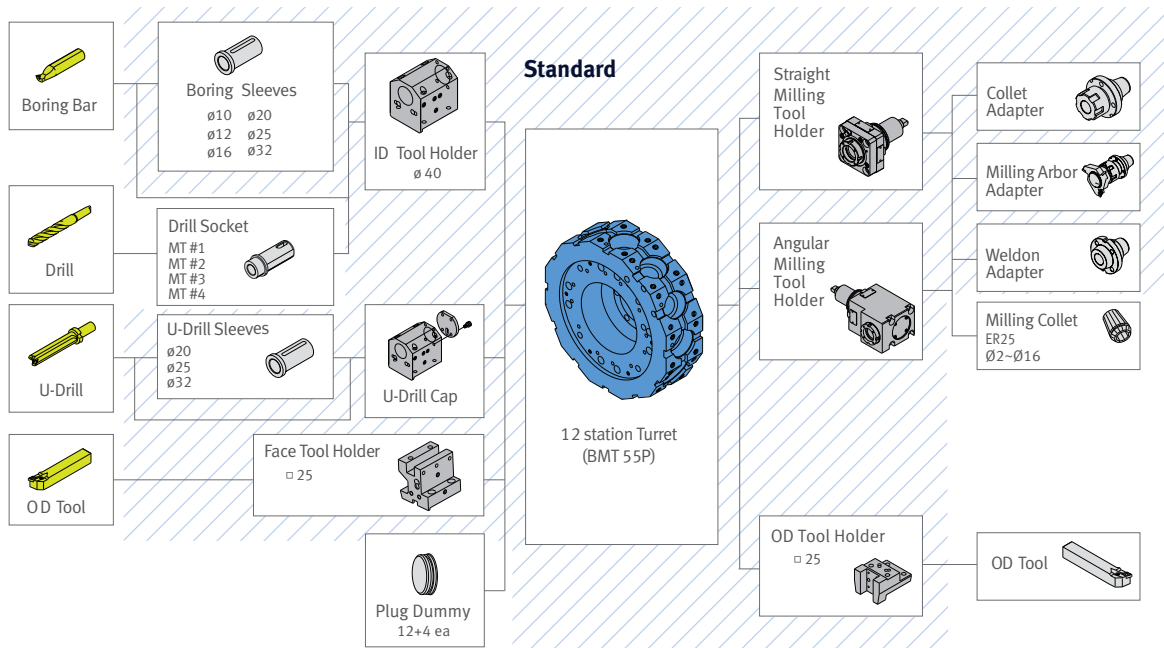 Standard
Boring Bar
Boring Sleeves
ø10 ø20
ø12 ø25
ø16 ø32
ID Tool Holder
ø 40
Drill
Drill Socket
MT #1
MT #2
MT #3
MT #4
U-Drill
U-Drill Sleeves
ø20
ø25
ø32
U-Drill Cap
OD Tool
Face Tool Holder
□ 25
Plug Dummy
12+4 ea
12 station Turret
(BMT 55P)
Straight
Milling
Tool
Holder
Angular
Milling
Tool
Holder
OD Tool Holder
□ 25
Collet
Adapter
Milling Arbor
Adapter
Weldon
Adapter
Milling Collet
ER25
Ø2~Ø16
OD Tool